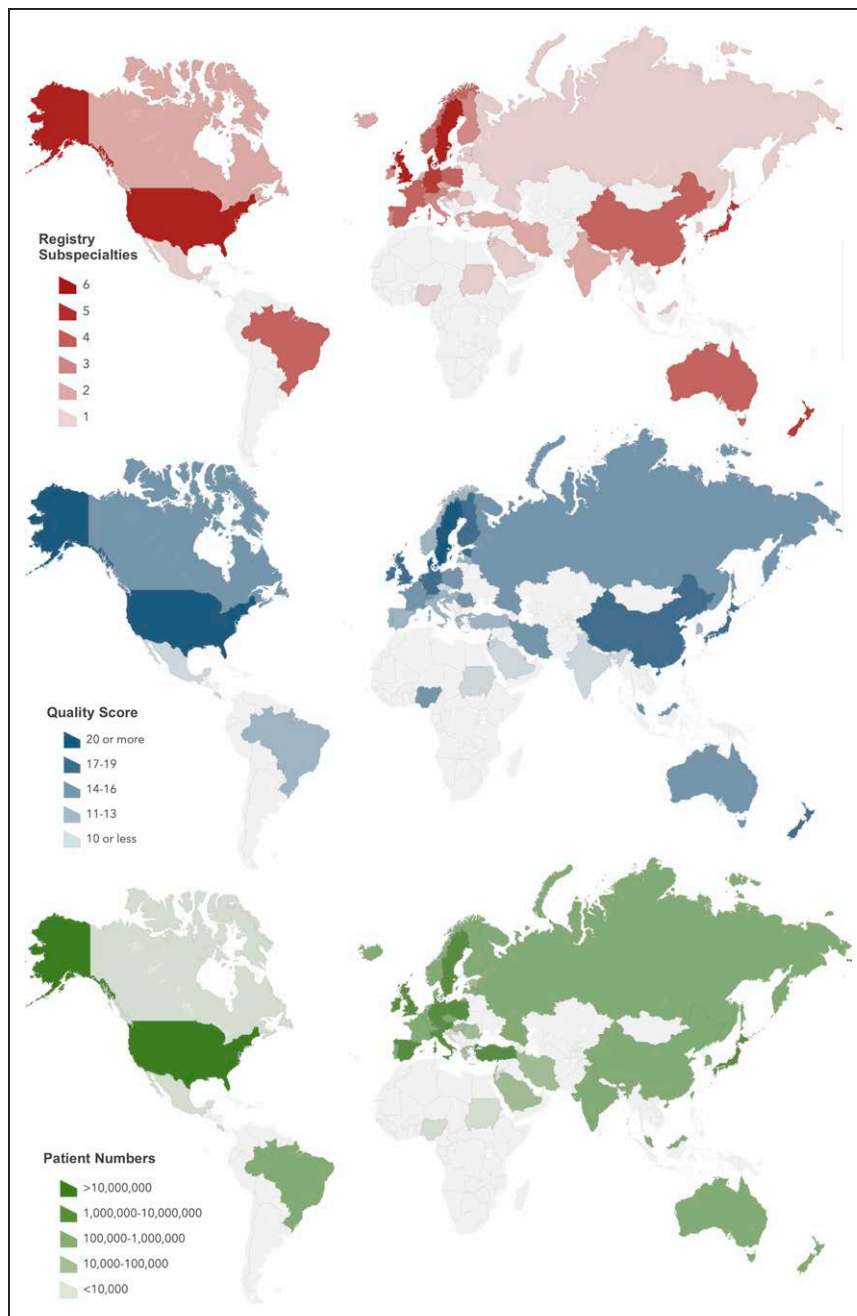 Registry
Subspecialties
6
5
4
3
2
1
Quality Score
20 or more
17-19
14-16
11-13
10 or less
Patient Numbers
>10,000,000
1,000,000-10,000,000
100,000-1,000,000
10,000-100,000
<10,000